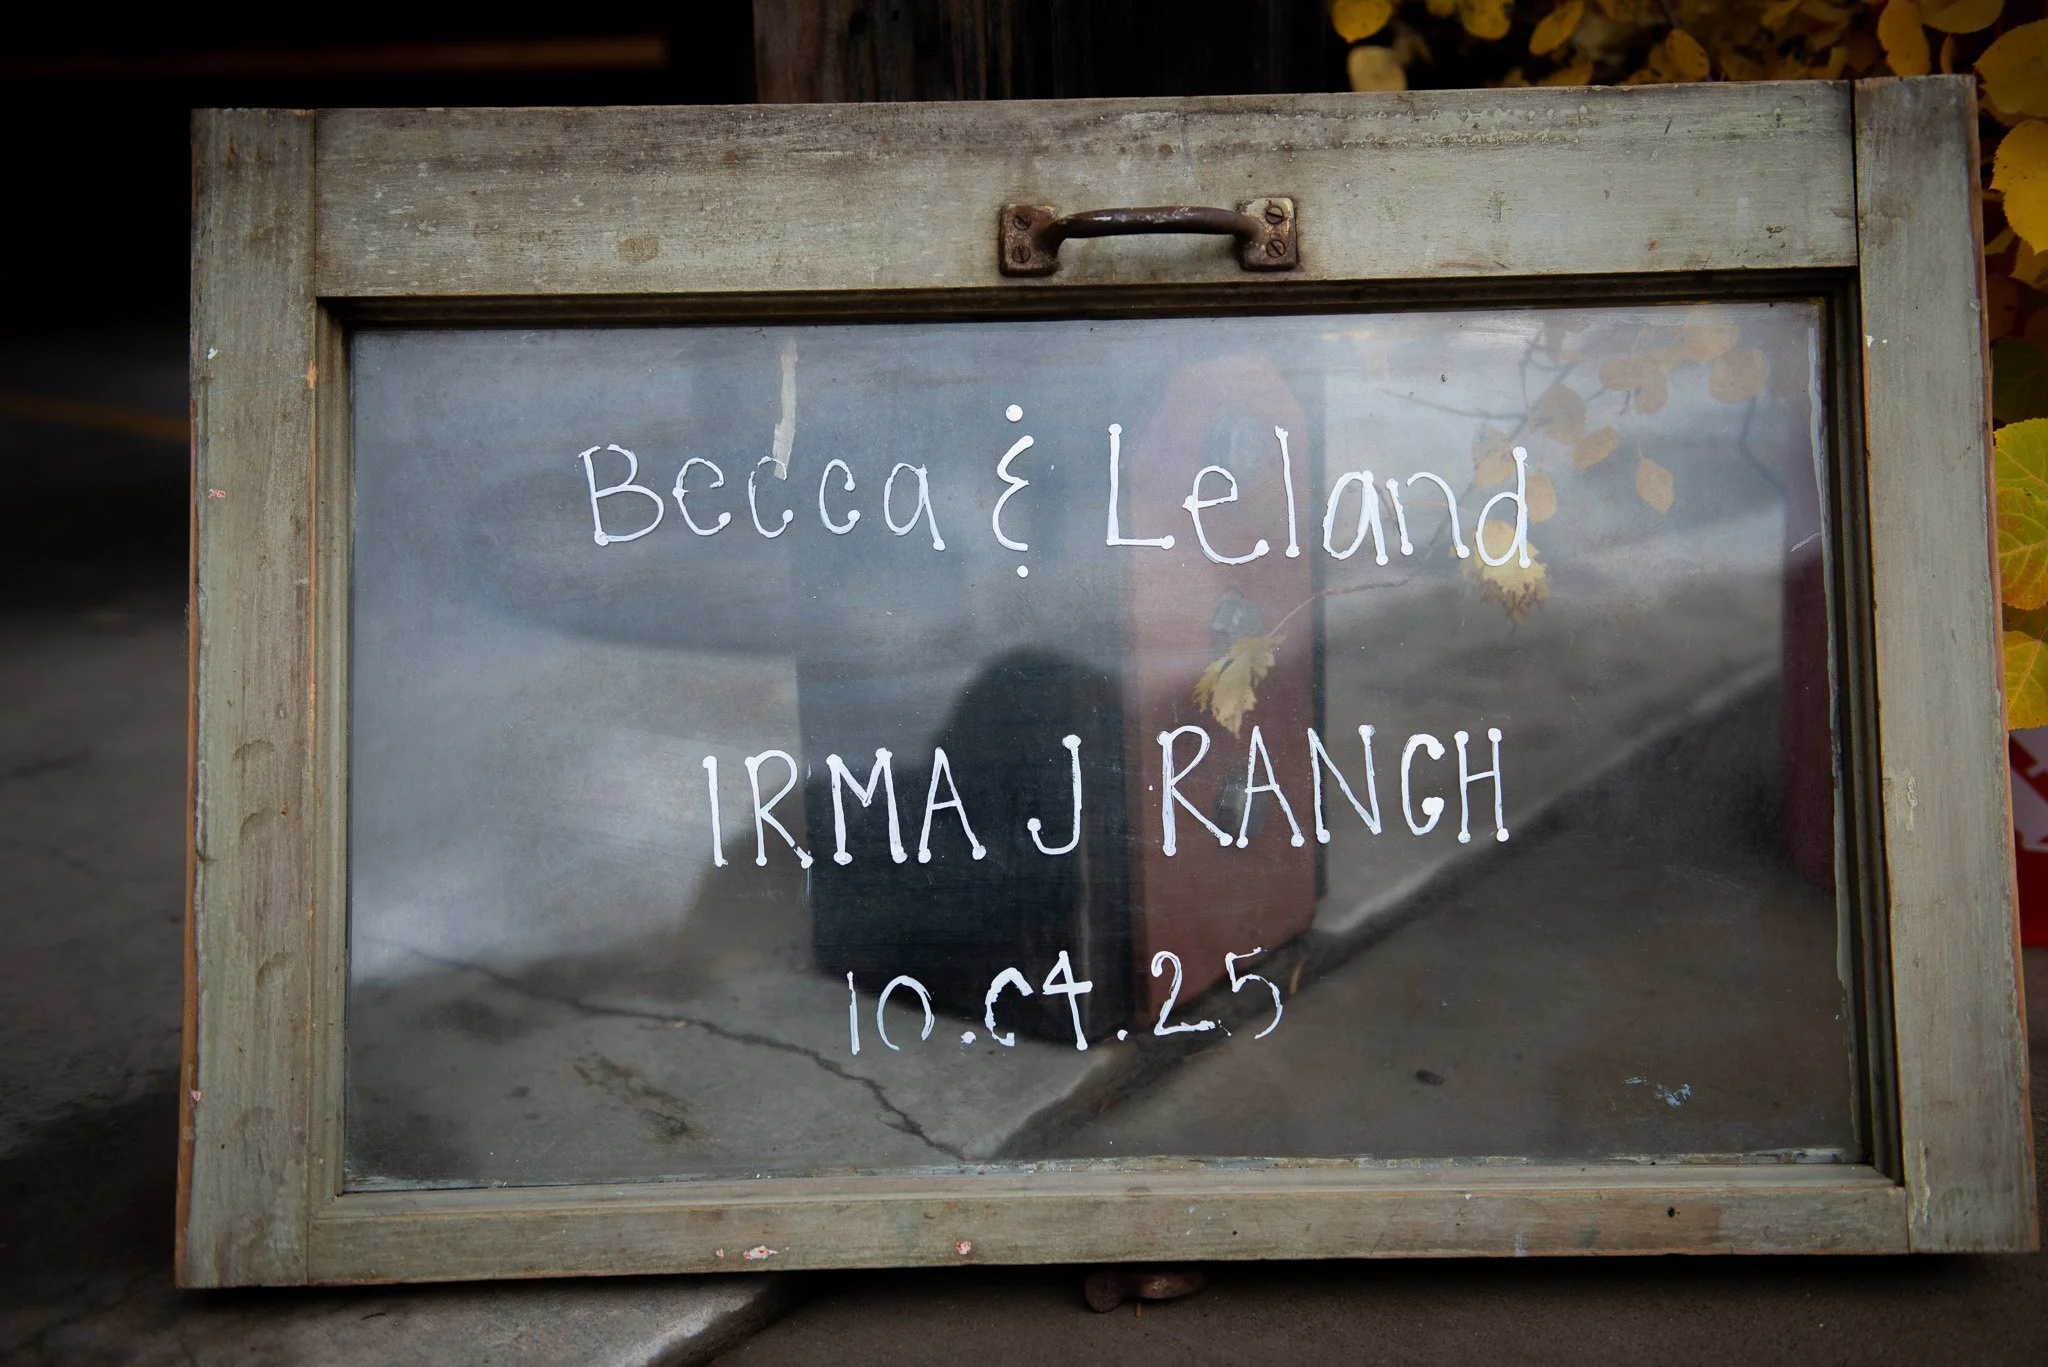 Becca & Leland
IRMA J RANCH
10.04.25